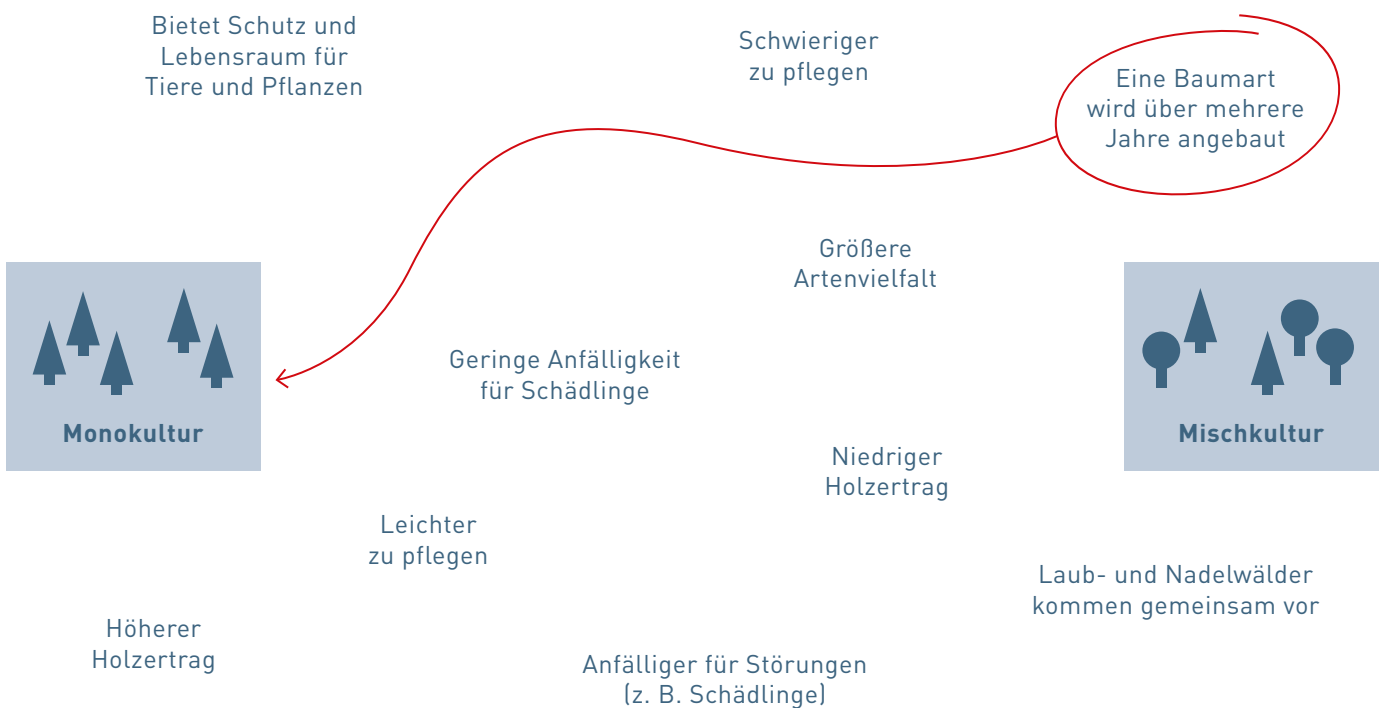 Bietet Schutz und
Lebensraum für
Tiere und Pflanzen
Schwieriger
zu pflegen
Eine Baumart
wird über mehrere
Jahre angebaut
Größere
Artenvielfalt
Monokultur
Geringe Anfälligkeit
für Schädlinge
Mischkultur
Niedriger
Holzertrag
Leichter
zu pflegen
Laub- und Nadelwälder
kommen gemeinsam vor
Höherer
Holzertrag
Anfälliger für Störungen
(z. B. Schädlinge)